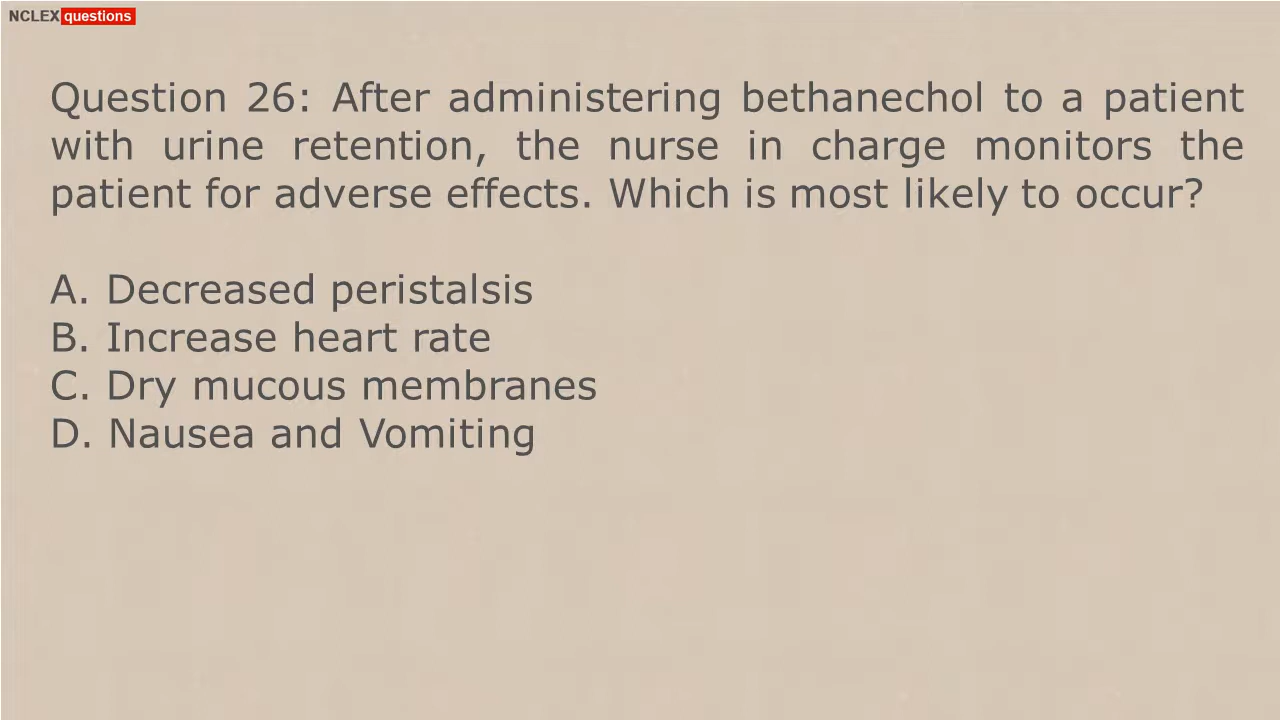 NCLEX questions
Question 26: After administering bethanechol to a patient
with urine retention, the nurse in charge monitors the
patient for adverse effects. Which is most likely to occur?
A. Decreased peristalsis
B. Increase heart rate
C. Dry mucous membranes
D. Nausea and Vomiting